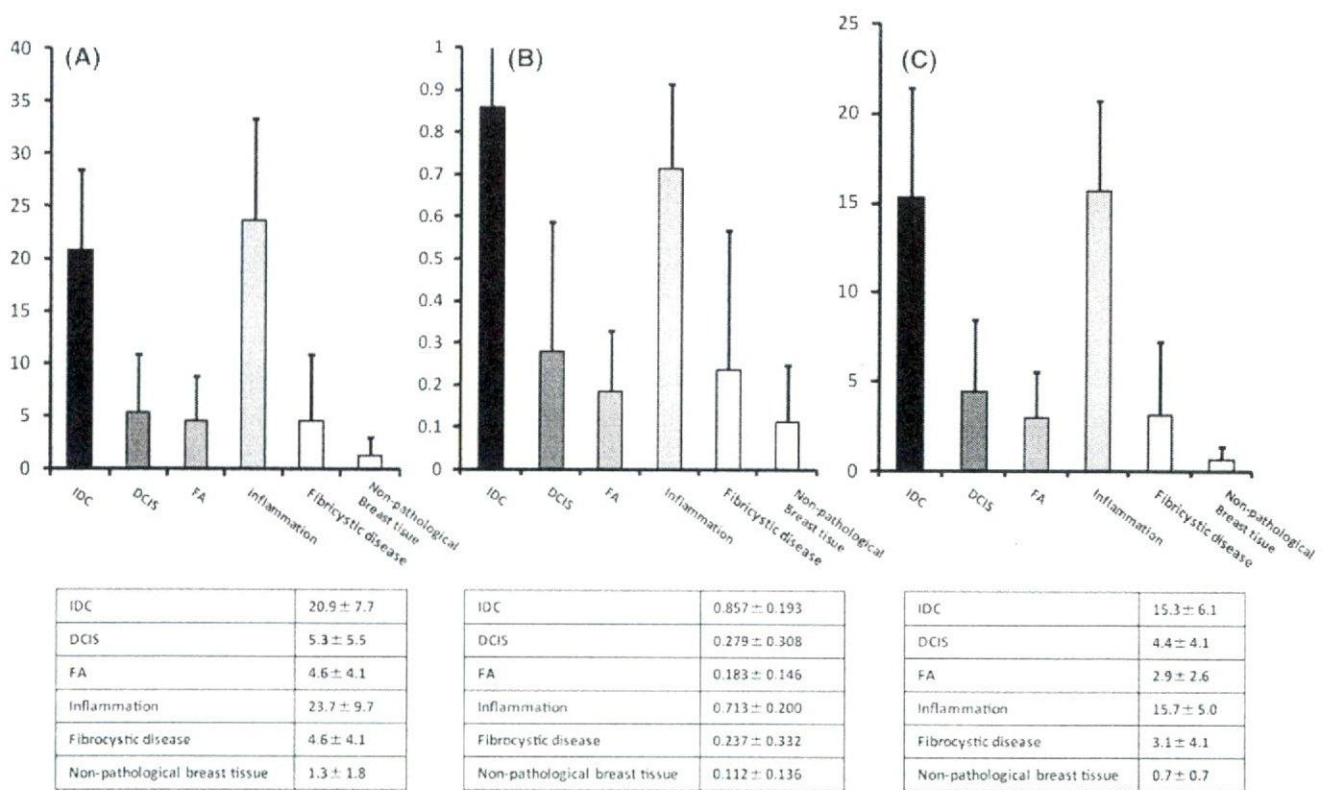 (A)
40
35
30
25
20
15
10
5
0
IDC
DCIS
FA
Inflammation
Fibricystic disease
Non-pathological
Breast tissue
(B)
1
0.9
0.8
0.7
0.6
0.5
0.4
0.3
0.2
0.1
0
IDC
DCIS
FA
Inflammation
Fibricystic disease
Non-pathological
Breast tissue
(C)
25
20
15
10
5
0
IDC
DCIS
FA
Inflammation
Fibricystic disease
Non-pathological
Breast tissue
IDC 20.9 ± 7.7
DCIS 5.3 ± 5.5
FA 4.6 ± 4.1
Inflammation 23.7 ± 9.7
Fibrocystic disease 4.6 ± 4.1
Non-pathological breast tissue 1.3 ± 1.8
IDC 0.857 ± 0.193
DCIS 0.279 ± 0.308
FA 0.183 ± 0.146
Inflammation 0.713 ± 0.200
Fibrocystic disease 0.237 ± 0.332
Non-pathological breast tissue 0.112 ± 0.136
IDC 15.3 ± 6.1
DCIS 4.4 ± 4.1
FA 2.9 ± 2.6
Inflammation 15.7 ± 5.0
Fibrocystic disease 3.1 ± 4.1
Non-pathological breast tissue 0.7 ± 0.7